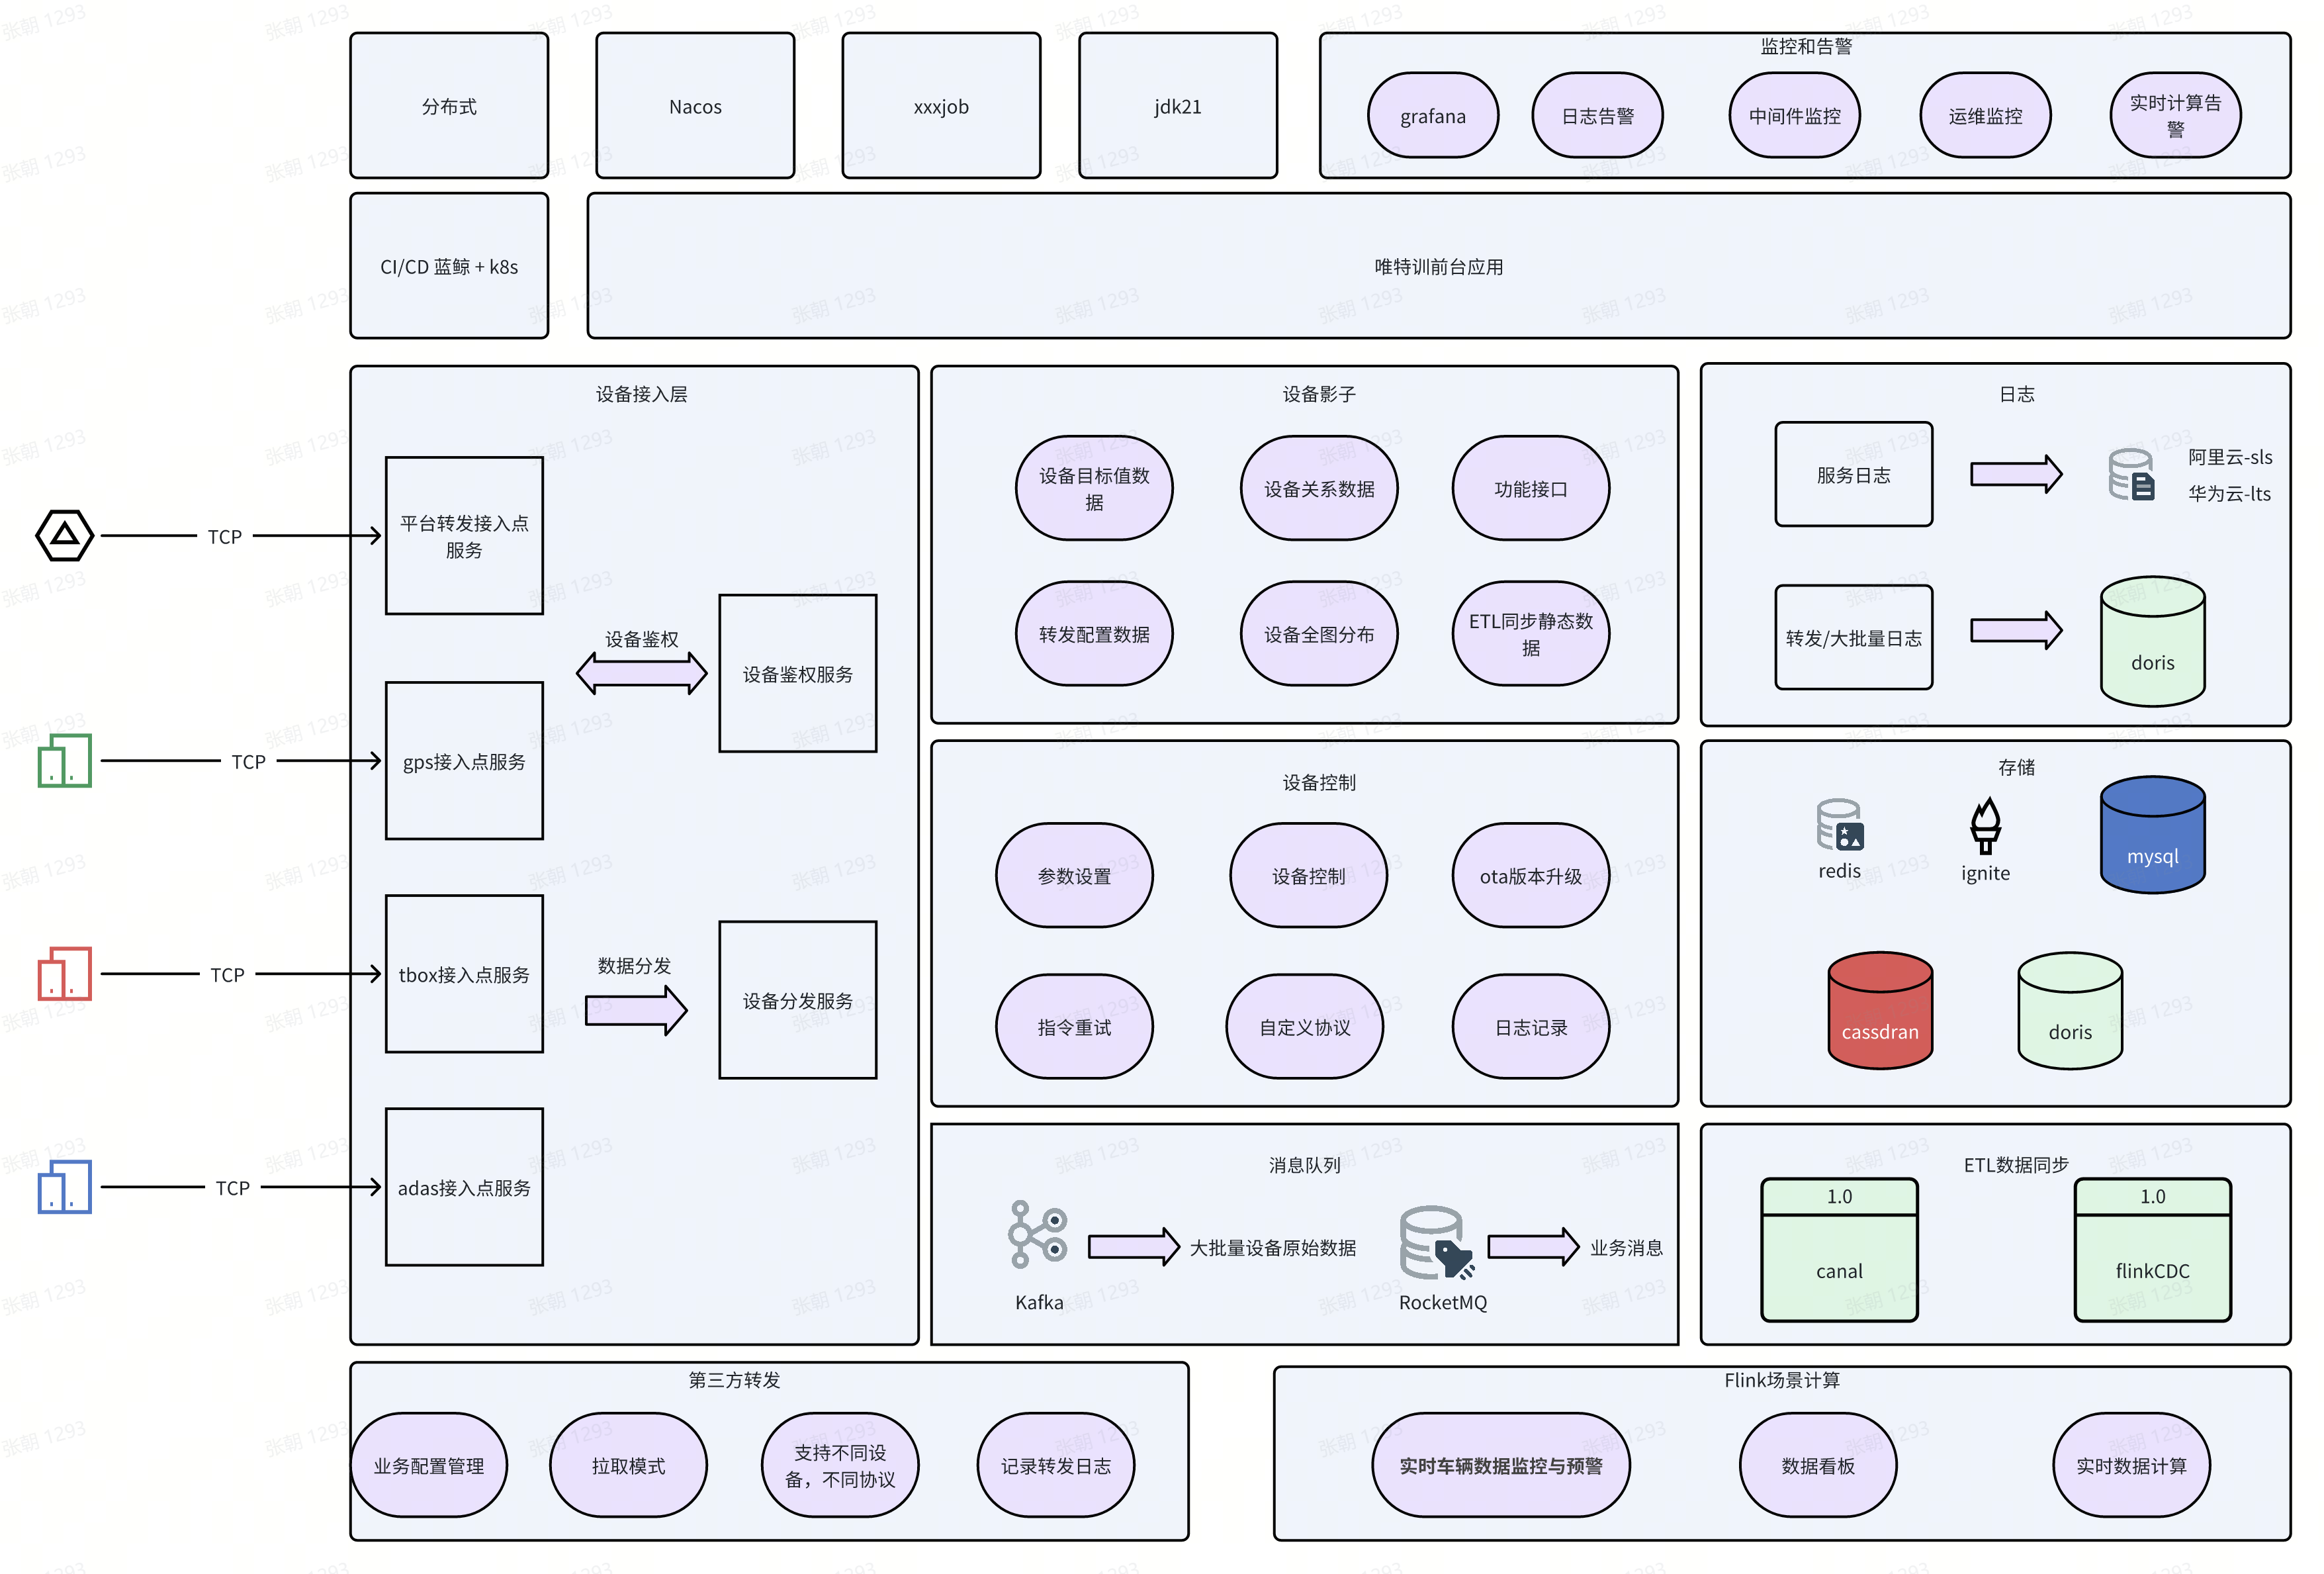 分布式
Nacos
xxxjob
jdk21
监控和告警
grafana
日志告警
中间件监控
运维监控
实时计算告
警
CI/CD 蓝鲸 + k8s
唯特训前台应用
设备接入层
TCP
平台转发接入点
服务
TCP
gps接入点服务
TCP
tbox接入点服务
TCP
adas接入点服务
设备鉴权
设备鉴权服务
数据分发
设备分发服务
设备影子
设备目标值数
据
设备关系数据
功能接口
转发配置数据
设备全图分布
ETL同步静态数
据
日志
服务日志
阿里云-sls
华为云-lts
转发/大批量日志
doris
设备控制
参数设置
设备控制
ota版本升级
指令重试
自定义协议
日志记录
存储
redis
ignite
mysql
cassdran
doris
消息队列
Kafka
大批量设备原始数据
RocketMQ
业务消息
ETL数据同步
1.0
canal
1.0
flinkCDC
第三方转发
业务配置管理
拉取模式
支持不同设
备，不同协议
记录转发日志
Flink场景计算
实时车辆数据监控与预警
数据看板
实时数据计算
张朝 1293